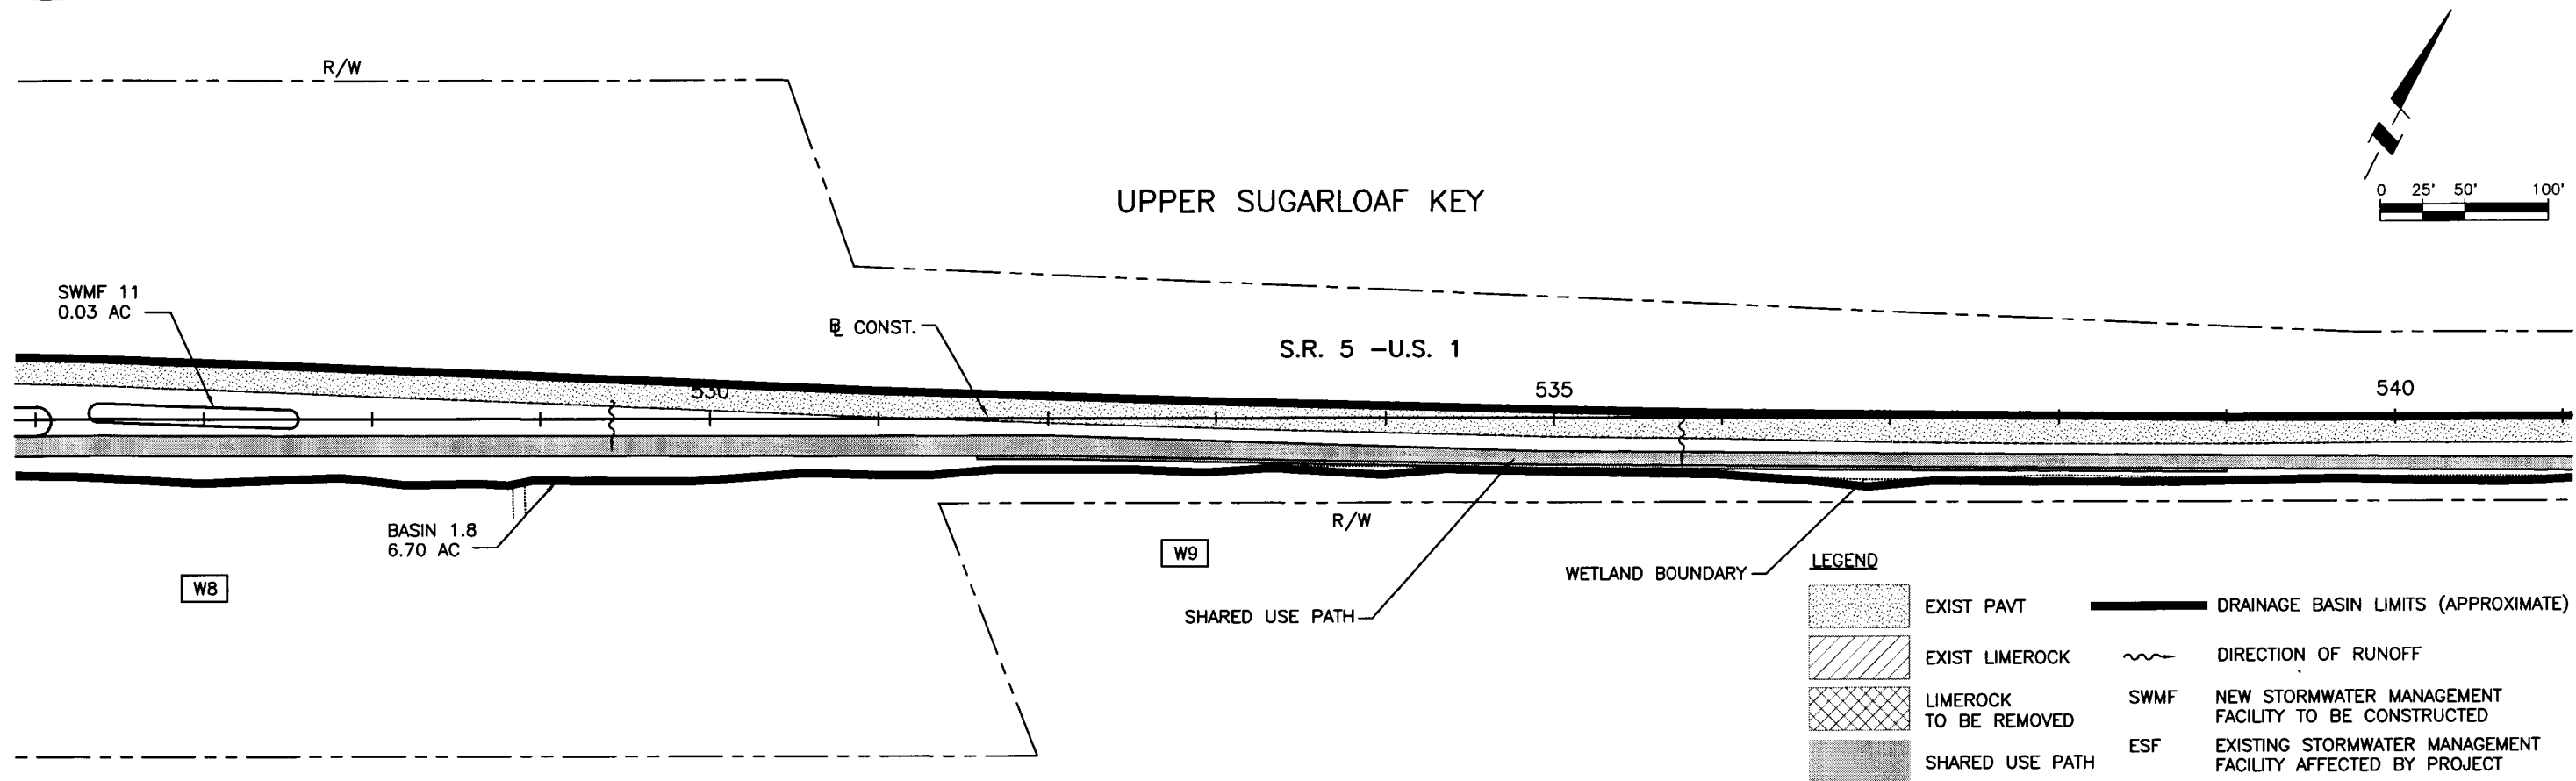 R/W
UPPER SUGARLOAF KEY
0 25' 50' 100'
SWMF 11
0.03 AC
BL CONST.
S.R. 5 -U.S. 1
530
535
540
BASIN 1.8
6.70 AC
R/W
W8
W9
WETLAND BOUNDARY
SHARED USE PATH
LEGEND
EXIST PAVT
EXIST LIMEROCK
LIMEROCK
TO BE REMOVED
SHARED USE PATH
DRAINAGE BASIN LIMITS (APPROXIMATE)
DIRECTION OF RUNOFF
SWMF NEW STORMWATER MANAGEMENT
FACILITY TO BE CONSTRUCTED
ESF EXISTING STORMWATER MANAGEMENT
FACILITY AFFECTED BY PROJECT